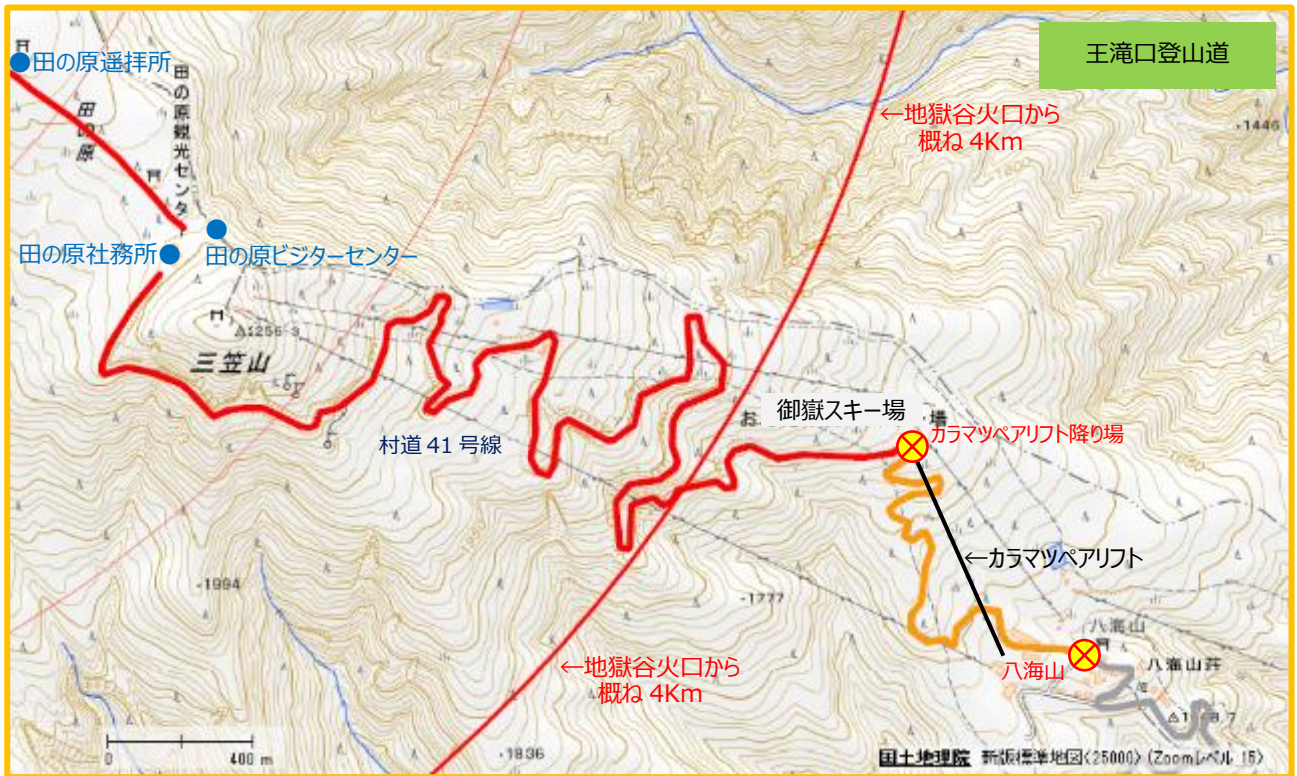 王滝口登山道
田の原遥拝所
田の原
田の原観光センタ
←地獄谷火口から
概ね 4Km
・1446
田の原社務所
田の原ビジターセンター
三笠山
村道 41 号線
御獄スキー場
お
場
カラマツペアリフト降り場
←カラマツペアリフト
・1994
・1777
八海山
八海山
八海山荘
←地獄谷火口から
概ね 4Km
0 400 m
・1836
国土地理院 新版標準地図(25000) (Zoomレベル 15)